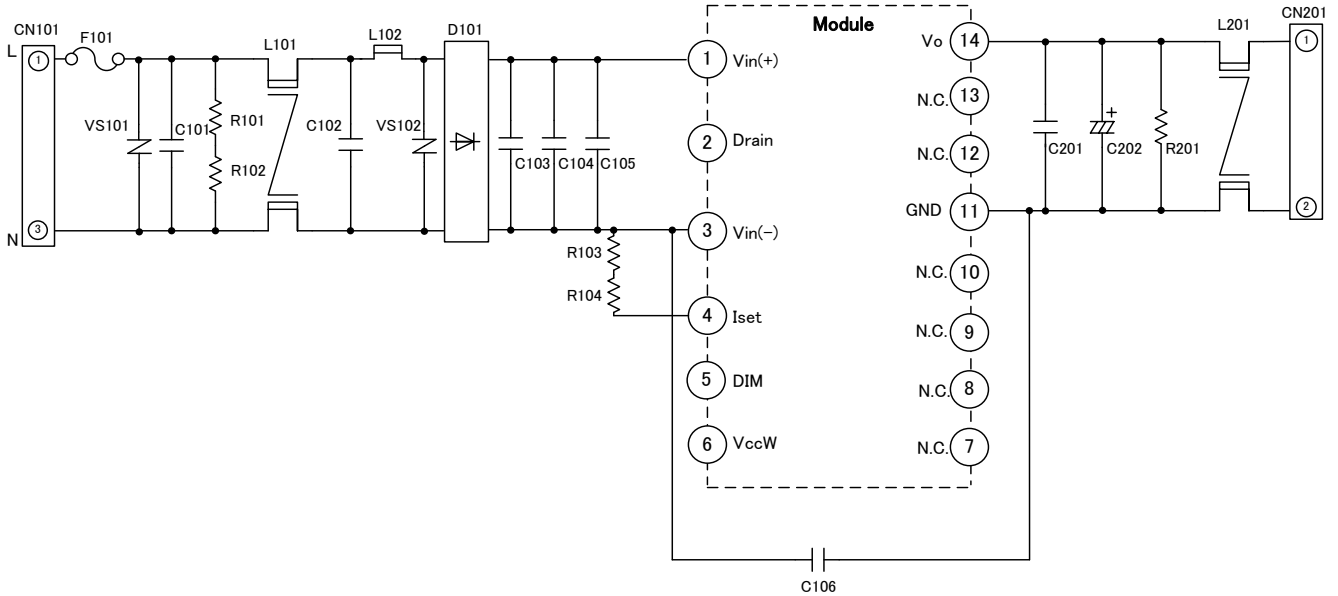 CN101
L
1
F101
VS101
C101
R101
R102
L101
C102
L102
VS102
D101
C103
C104
C105
N
3
R103
R104
Module
1
Vin(+)
2
Drain
3
Vin(-)
4
Iset
5
DIM
6
VccW
Vo
14
N.C.
13
N.C.
12
GND
11
N.C.
10
N.C.
9
N.C.
8
N.C.
7
+
C201
C202
R201
L201
CN201
1
2
C106